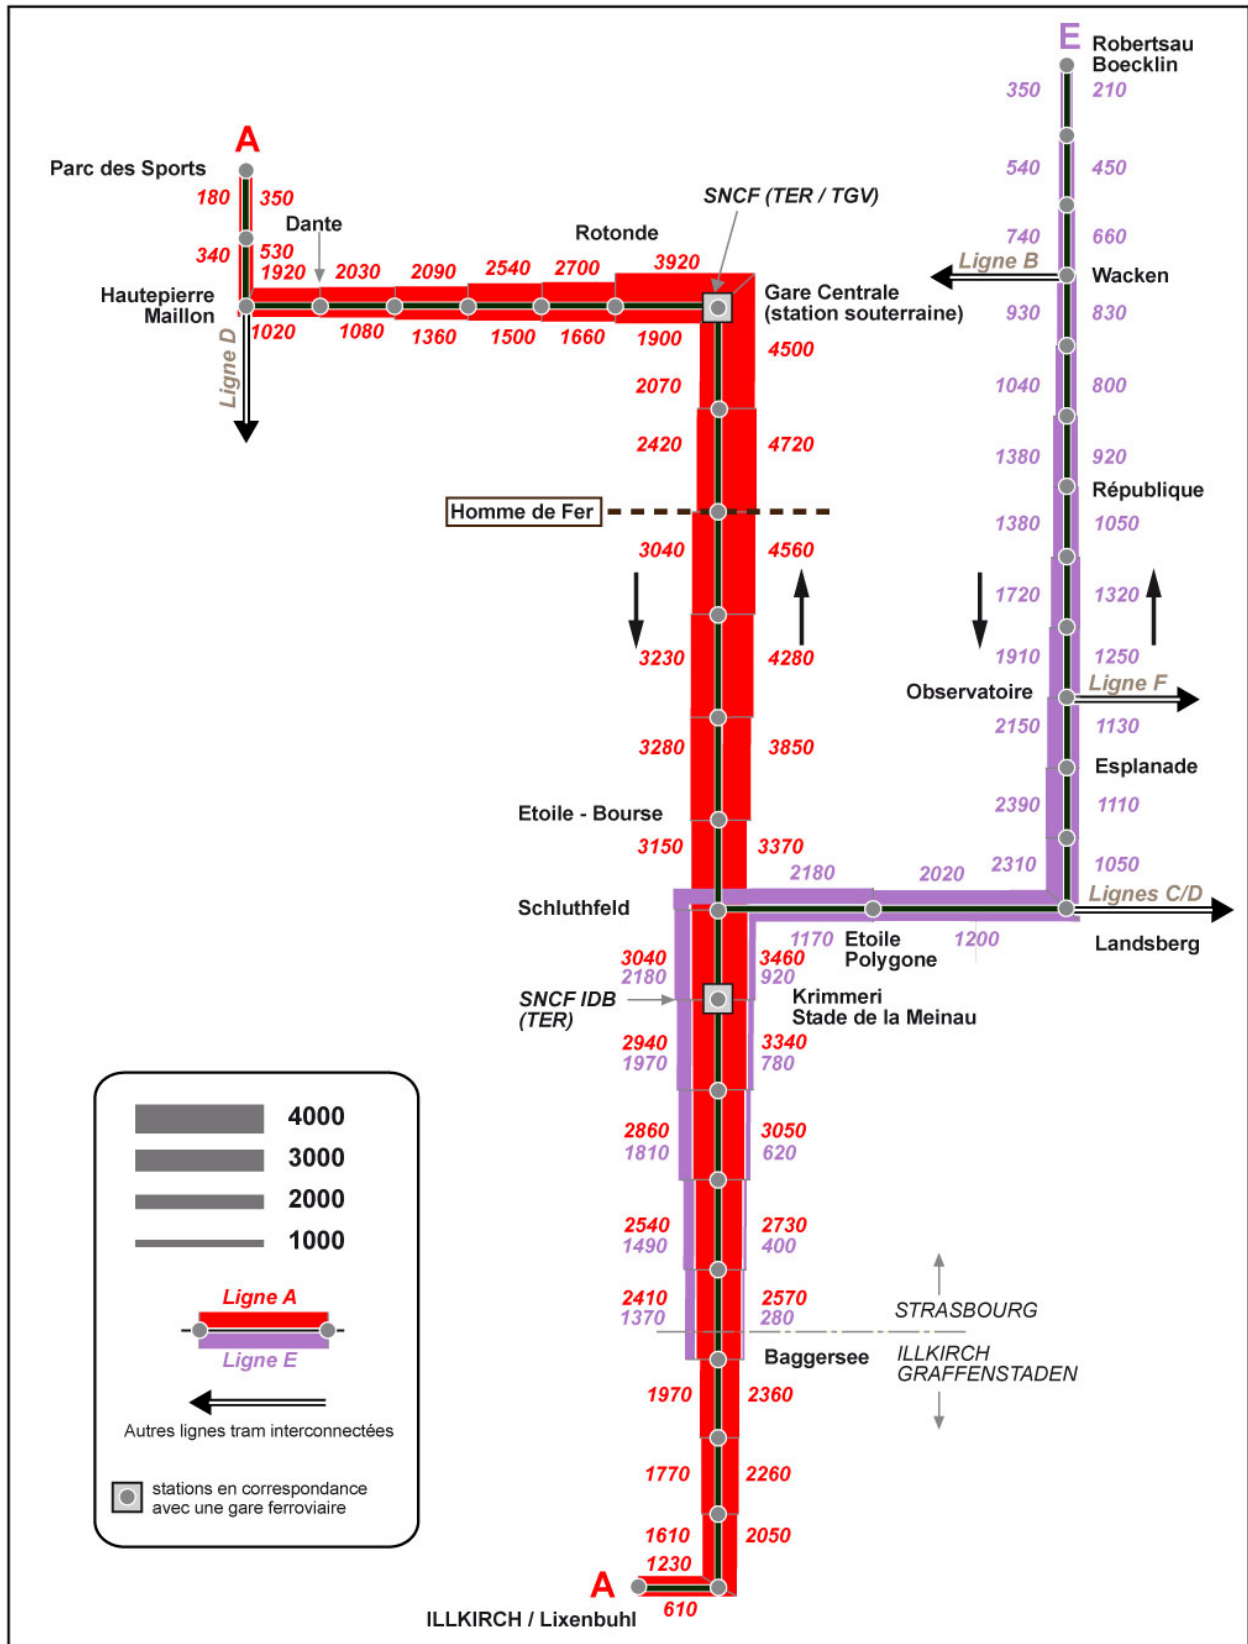 E
Robertsau
Boecklin
350 210
A
Parc des Sports
540 450
180 350
SNCF (TER / TGV)
Dante
Rotonde
740 660
340 530
1920 2030 2090 2540 2700 3920
Ligne B
Wacken
Hautepierre
Maillon
Gare Centrale
(station souterraine)
930 830
1020 1080 1360 1500 1660 1900
4500
Ligne D
2070
1040 800
2420 4720
1380 920
République
Homme de Fer
1380 1050
3040 4560
1720 1320
3230 4280
1910 1250
Observatoire
Ligne F
2150 1130
3280 3850
Esplanade
2390 1110
Etoile - Bourse
3150 3370
2310 1050
2180 2020
Lignes C/D
Schluthfeld
1170
Etoile
Polygone
1200
Landsberg
3040 3460
2180 920
SNCF IDB
(TER)
Krimmeri
Stade de la Meinau
2940 3340
1970 780
2860 3050
1810 620
2540 2730
1490 400
2410 2570
1370 280
STRASBOURG
Baggersee
ILLKIRCH
GRAFFENSTADEN
1970 2360
1770 2260
1610 2050
1230
A
610
ILLKIRCH / Lixenbuhl
4000
3000
2000
1000
Ligne A
Ligne E
Autres lignes tram interconnectées
stations en correspondance
avec une gare ferroviaire